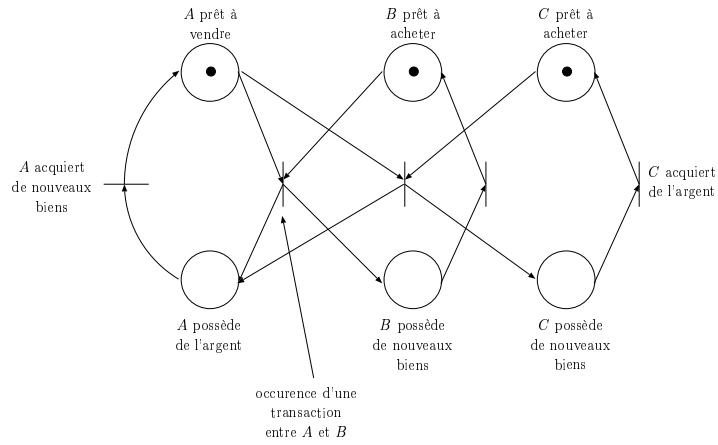 A prêt à
vendre
B prêt à
acheter
C prêt à
acheter
A acquiert
de nouveaux
biens
C acquiert
de l'argent
A possède
de l'argent
B possède
de nouveaux
biens
C possède
de nouveaux
biens
occurence d'une
transaction
entre A et B